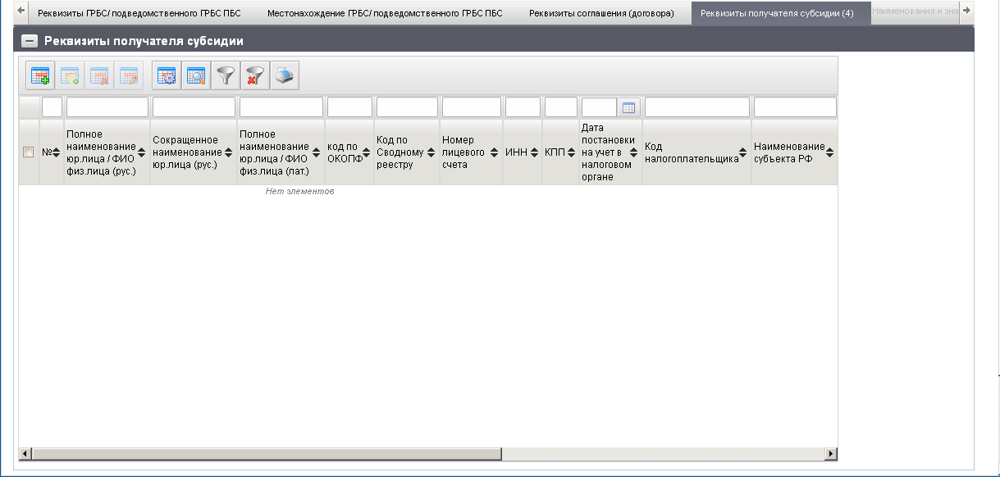 Реквизиты ГРБС/ подведомственного ГРБС ПБС
Местонахождение ГРБС/ подведомственного ГРБС ПБС
Реквизиты соглашения (договора)
Реквизиты получателя субсидии (4)
Наименования и зна
Реквизиты получателя субсидии
№
Полное
наименование
юр.лица / ФИО
физ.лица (рус.)
Сокращенное
наименование
юр.лица (рус.)
Полное
наименование
юр.лица / ФИО
физ.лица (лат.)
код по
ОКОПФ
Код по
Сводному
реестру
Номер
лицевого
счета
ИНН
КПП
Дата
постановки
на учет в
налоговом
органе
Код
налогоплательщика
Наименование
субъекта РФ
Нет элементов